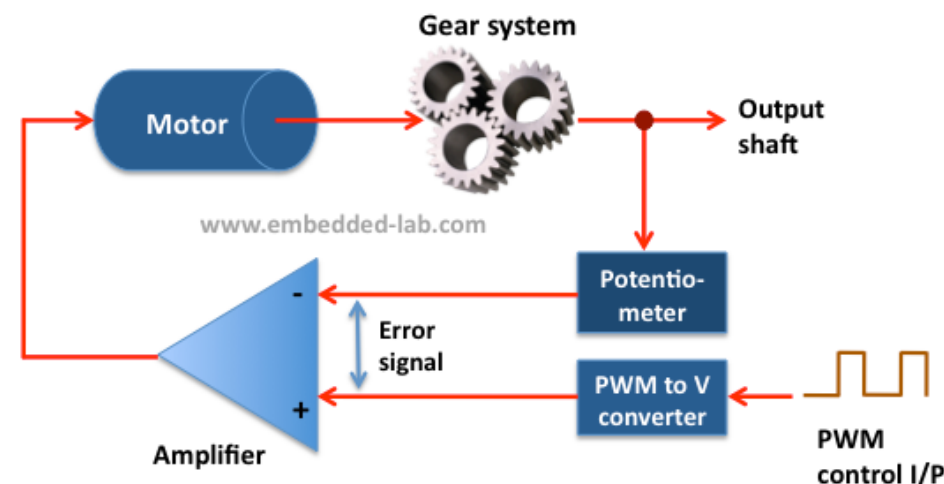 Gear system
Motor
Output
shaft
www.embedded-lab.com
Potentio-
meter
-
Error
signal
PWM to V
converter
+
Amplifier
PWM
control I/P